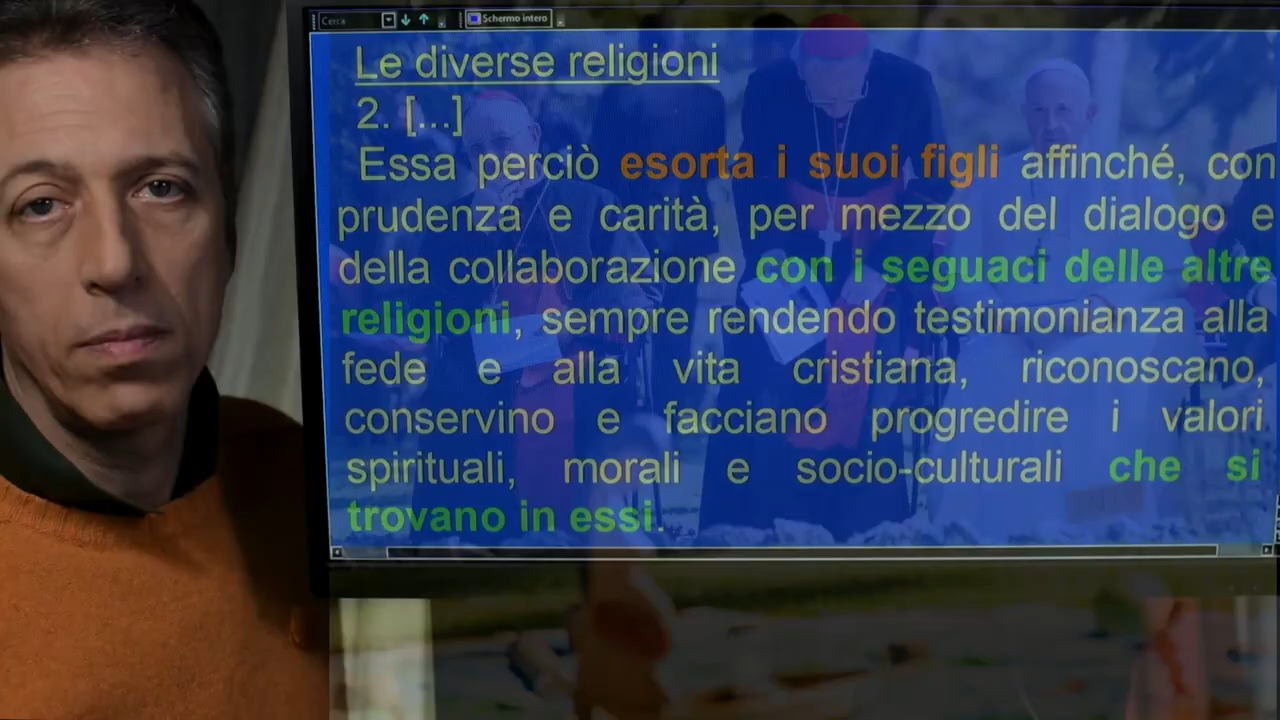 Cerca
Schermo intero
Le diverse religioni
2. [...]
Essa perciò esorta i suoi figli affinché, con
prudenza e carità, per mezzo del dialogo e
della collaborazione con i seguaci delle altre
religioni, sempre rendendo testimonianza alla
fede e alla vita cristiana, riconoscano,
conservino e facciano progredire i valori
spirituali, morali e socio-culturali che si
trovano in essi.